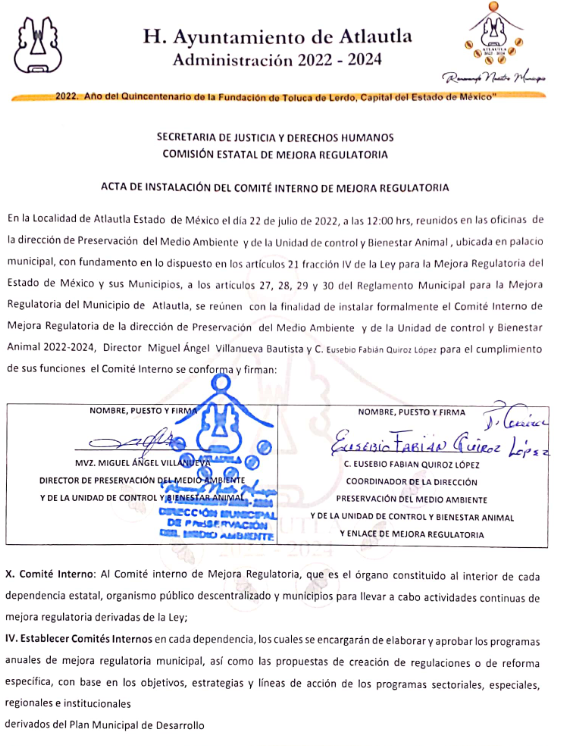 H. Ayuntamiento de Atlautla
Administración 2022 - 2024
ATLAUTLA
2022 - 2024
Renovando Nuestro Municipio
2022. Año del Quincentenario de la Fundación de Toluca de Lerdo, Capital del Estado de México"
SECRETARIA DE JUSTICIA Y DERECHOS HUMANOS
COMISIÓN ESTATAL DE MEJORA REGULATORIA
ACTA DE INSTALACIÓN DEL COMITÉ INTERNO DE MEJORA REGULATORIA
En la Localidad de Atlautla Estado de México el día 22 de julio de 2022, a las 12:00 hrs, reunidos en las oficinas de
la dirección de Preservación del Medio Ambiente y de la Unidad de control y Bienestar Animal , ubicada en palacio
municipal, con fundamento en lo dispuesto en los artículos 21 fracción IV de la Ley para la Mejora Regulatoria del
Estado de México y sus Municipios, a los articulos 27, 28, 29 y 30 del Reglamento Municipal para la Mejora
Regulatoria del Municipio de Atlautla, se reúnen con la finalidad de instalar formalmente el Comité Interno de
Mejora Regulatoria de la dirección de Preservación del Medio Ambiente y de la Unidad de control y Bienestar
Animal 2022-2024, Director Miguel Ángel Villanueva Bautista y C. Eusebio Fabián Quiroz López para el cumplimiento
de sus funciones el Comité Interno se conforma y firman:
NOMBRE, PUESTO Y FIRMA
MVZ. MIGUEL ÁNGEL VILLANUEVA
DIRECTOR DE PRESERVACIÓN DEL MEDIO AMBIENTE
Y DE LA UNIDAD DE CONTROL Y BIENESTAR ANIMAL
ATLAUTLA
DIRECCIÓN MUNICIPAL
DE PRESERVACIÓN
DEL MEDIO AMBIENTE
NOMBRE, PUESTO Y FIRMA
EUSEBIO FABIÁN QUIROZ LÓPEZ
C. EUSEBIO FABIAN QUIROZ LÓPEZ
COORDINADOR DE LA DIRECCIÓN
PRESERVACIÓN DEL MEDIO AMBIENTE
Y DE LA UNIDAD DE CONTROL Y BIENESTAR ANIMAL
Y ENLACE DE MEJORA REGULATORIA
X. Comité Interno: Al Comité interno de Mejora Regulatoria, que es el órgano constituido al interior de cada
dependencia estatal, organismo público descentralizado y municipios para llevar a cabo actividades continuas de
mejora regulatoria derivadas de la Ley;
IV. Establecer Comités Internos en cada dependencia, los cuales se encargarán de elaborar y aprobar los programas
anuales de mejora regulatoria municipal, así como las propuestas de creación de regulaciones o de reforma
específica, con base en los objetivos, estrategias y líneas de acción de los programas sectoriales, especiales,
regionales e institucionales
derivados del Plan Municipal de Desarrollo